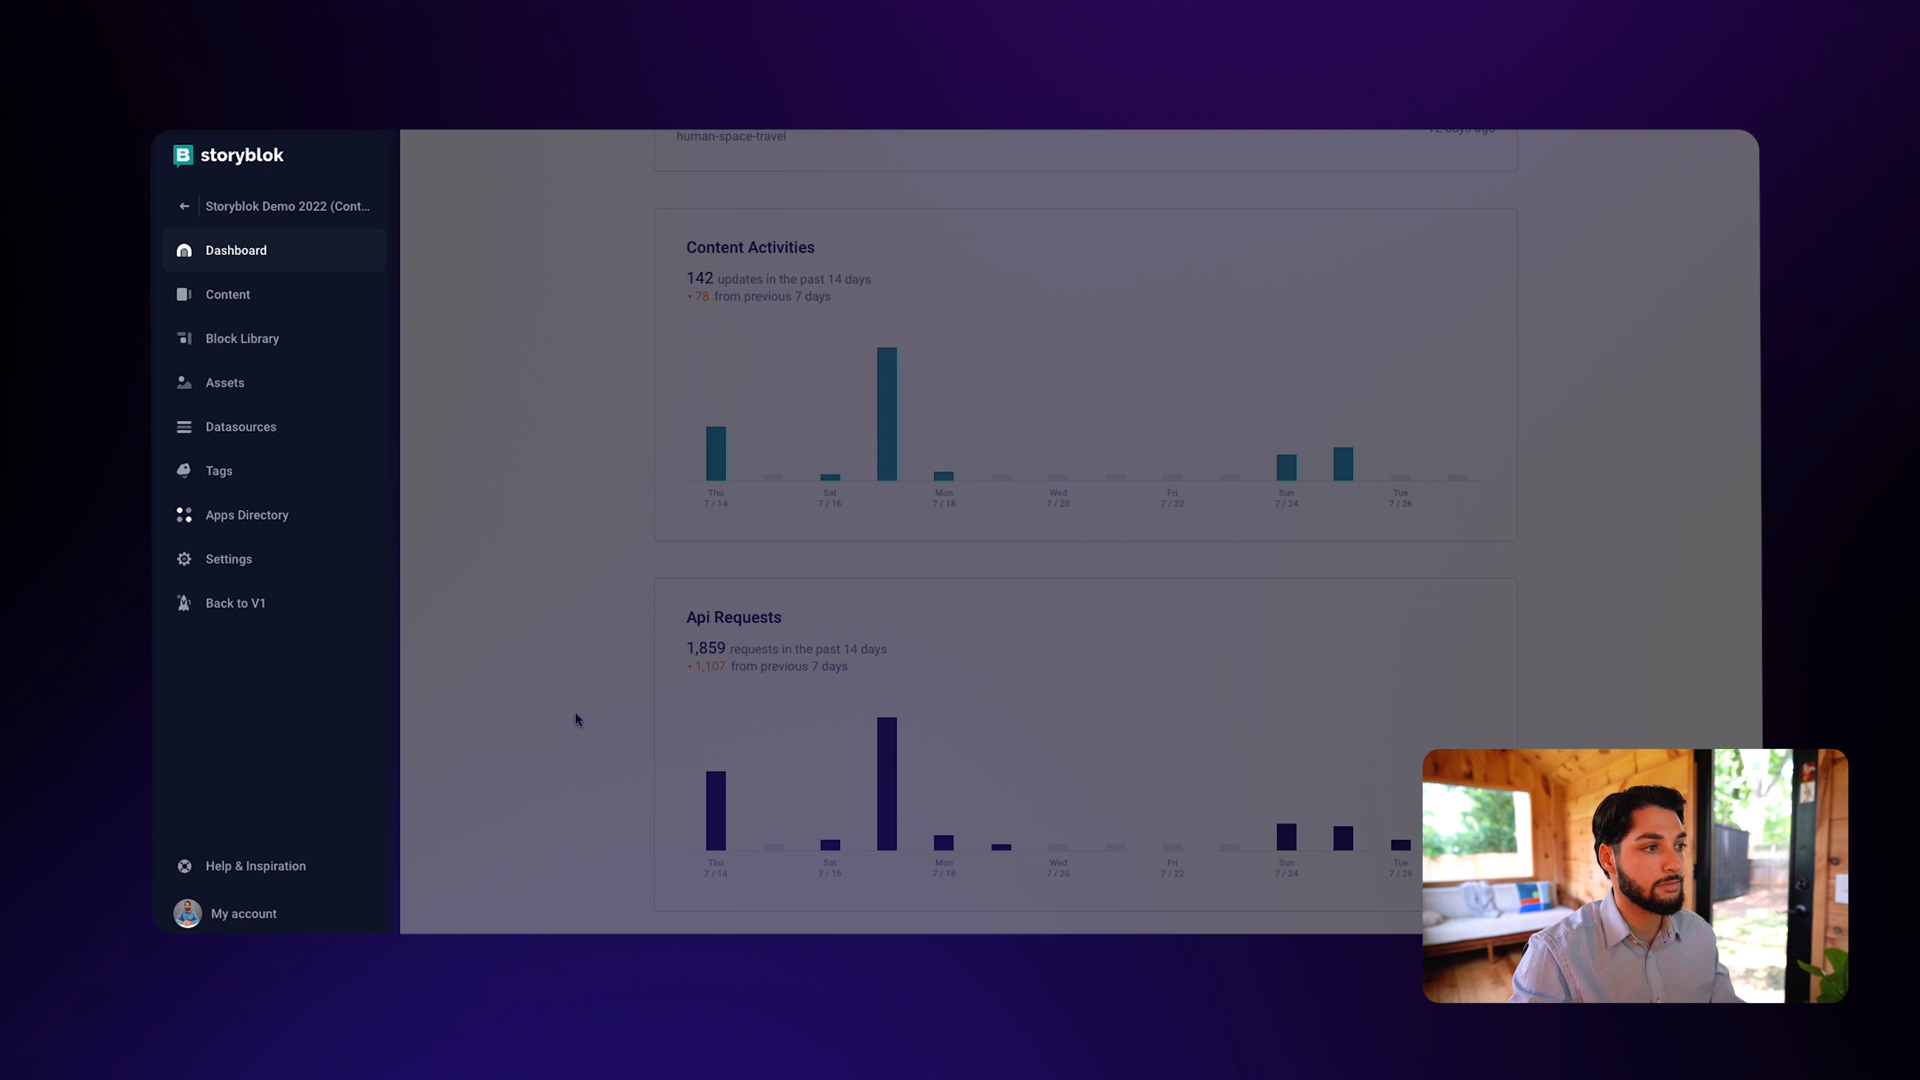 storyblok
Storyblok Demo 2022 (Cont...
Dashboard
Content
Block Library
Assets
Datasources
Tags
Apps Directory
Settings
Back to V1
Help & Inspiration
My account
human-space-travel
12 days ago
Content Activities
142 updates in the past 14 days
78 from previous 7 days
Thu Sat Mon Wed Fri Sun Tue
7 / 14 7 / 16 7 / 18 7 / 20 7 / 22 7 / 24 7 / 26
Api Requests
1,859 requests in the past 14 days
1,107 from previous 7 days
Thu Sat Mon Wed Fri Sun Tue
7 / 14 7 / 16 7 / 18 7 / 20 7 / 22 7 / 24 7 / 26